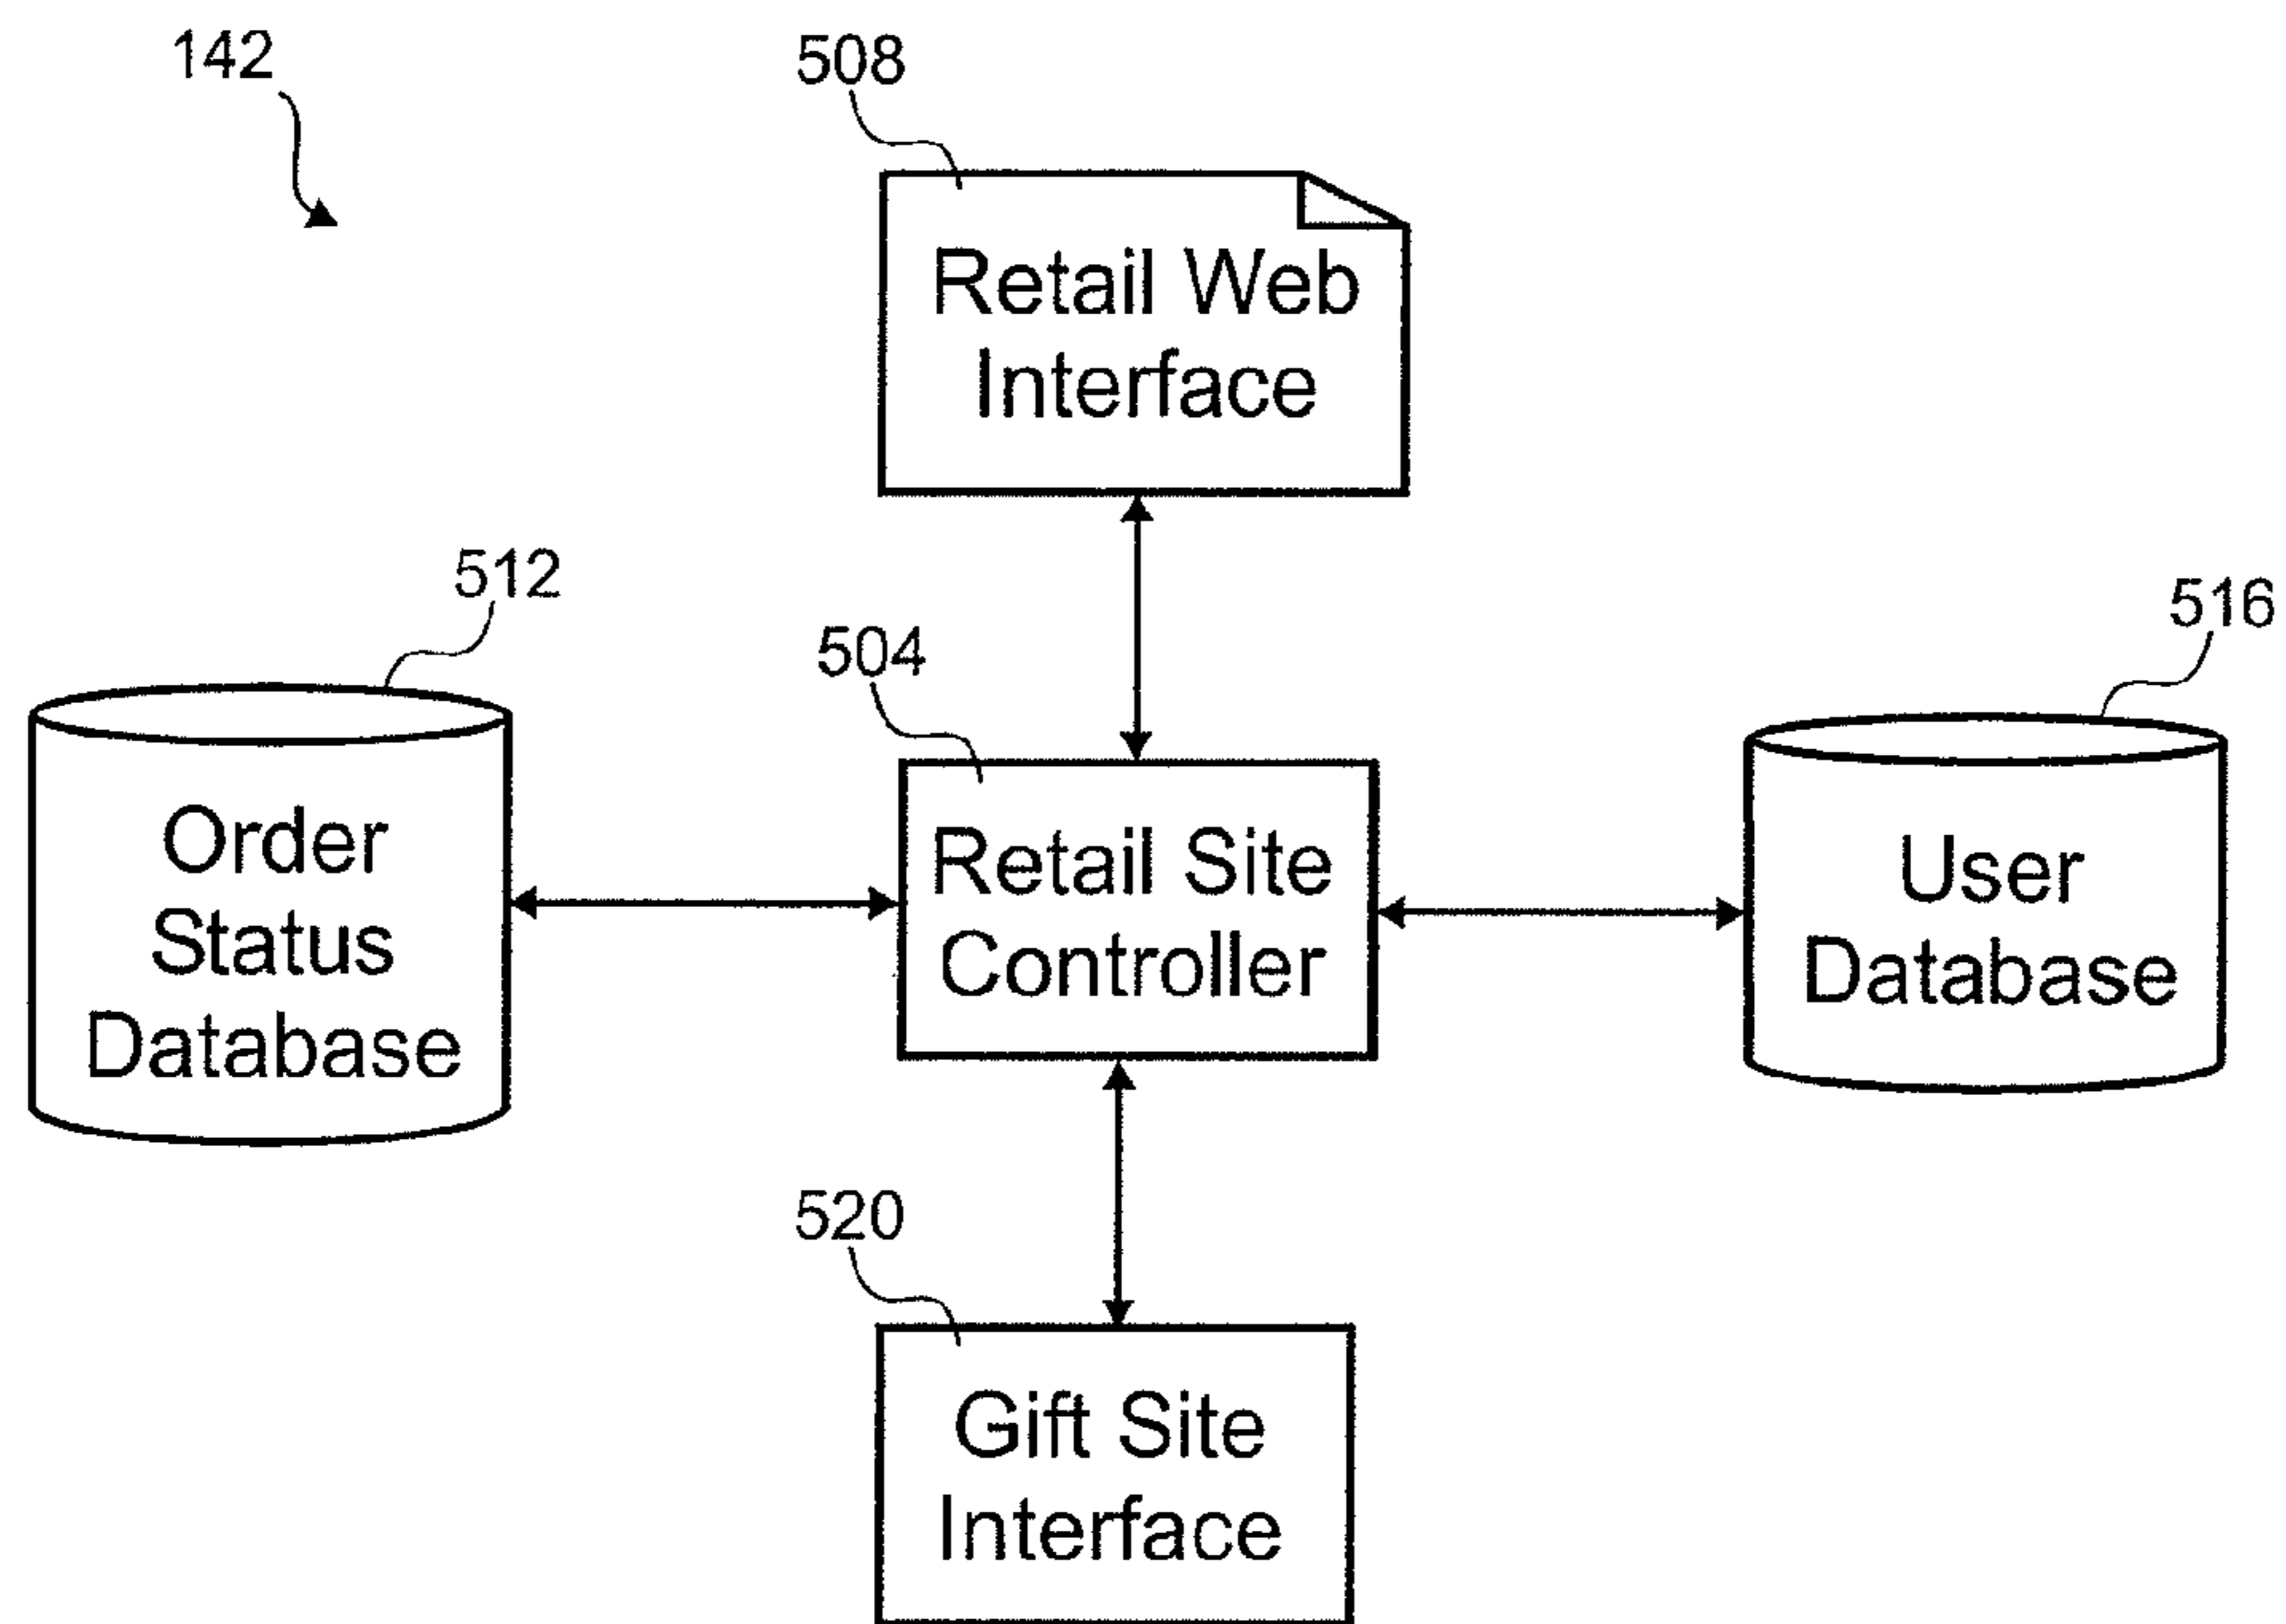 142
508
Retail Web
Interface
512
504
516
Order
Status
Database
Retail Site
Controller
User
Database
520
Gift Site
Interface